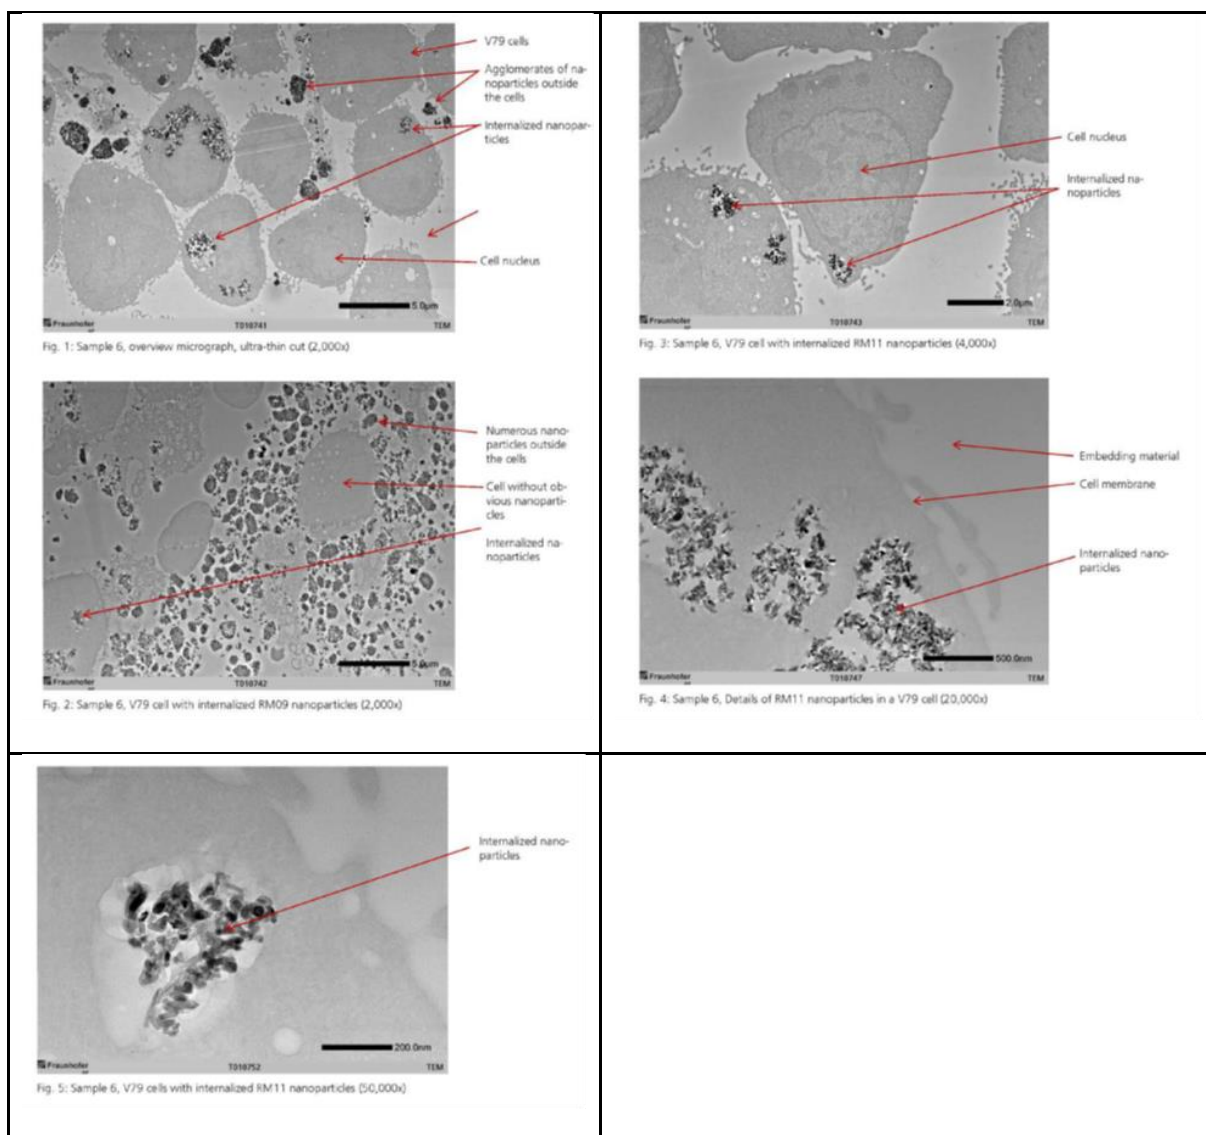 V79 cells
Agglomerates of na-
noparticles outside
the cells
Internalized nanopar-
ticles
Cell nucleus
5.0µm
Fraunhofer
T010741
TEM
Fig. 1: Sample 6, overview micrograph, ultra-thin cut (2,000x)
Numerous nano-
particles outside
the cells
Cell without ob-
vious nanoparti-
cles
Internalized na-
noparticles
5.0µm
Fraunhofer
T010742
TEM
Fig. 2: Sample 6, V79 cell with internalized RM09 nanoparticles (2,000x)
Cell nucleus
Internalized na-
noparticles
2.0µm
Fraunhofer
T010743
TEM
Fig. 3: Sample 6, V79 cell with internalized RM11 nanoparticles (4,000x)
Embedding material
Cell membrane
Internalized nano-
particles
500.0nm
Fraunhofer
T010747
TEM
Fig. 4: Sample 6, Details of RM11 nanoparticles in a V79 cell (20,000x)
Internalized nano-
particles
200.0nm
Fraunhofer
T010752
TEM
Fig. 5: Sample 6, V79 cells with internalized RM11 nanoparticles (50,000x)